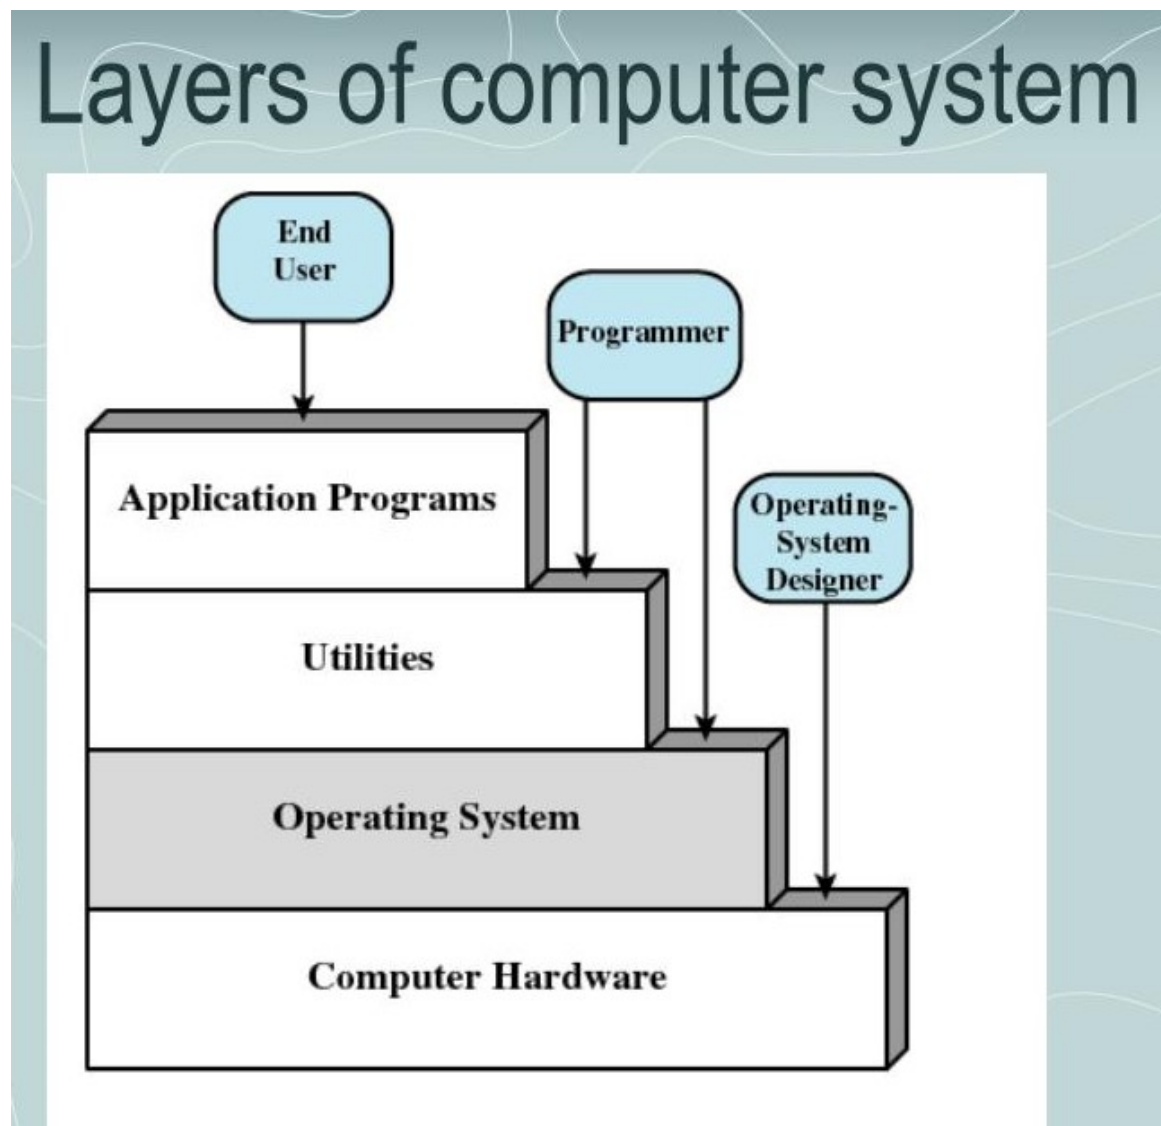 Layers of computer system
End
User
Programmer
Operating-
System
Designer
Application Programs
Utilities
Operating System
Computer Hardware